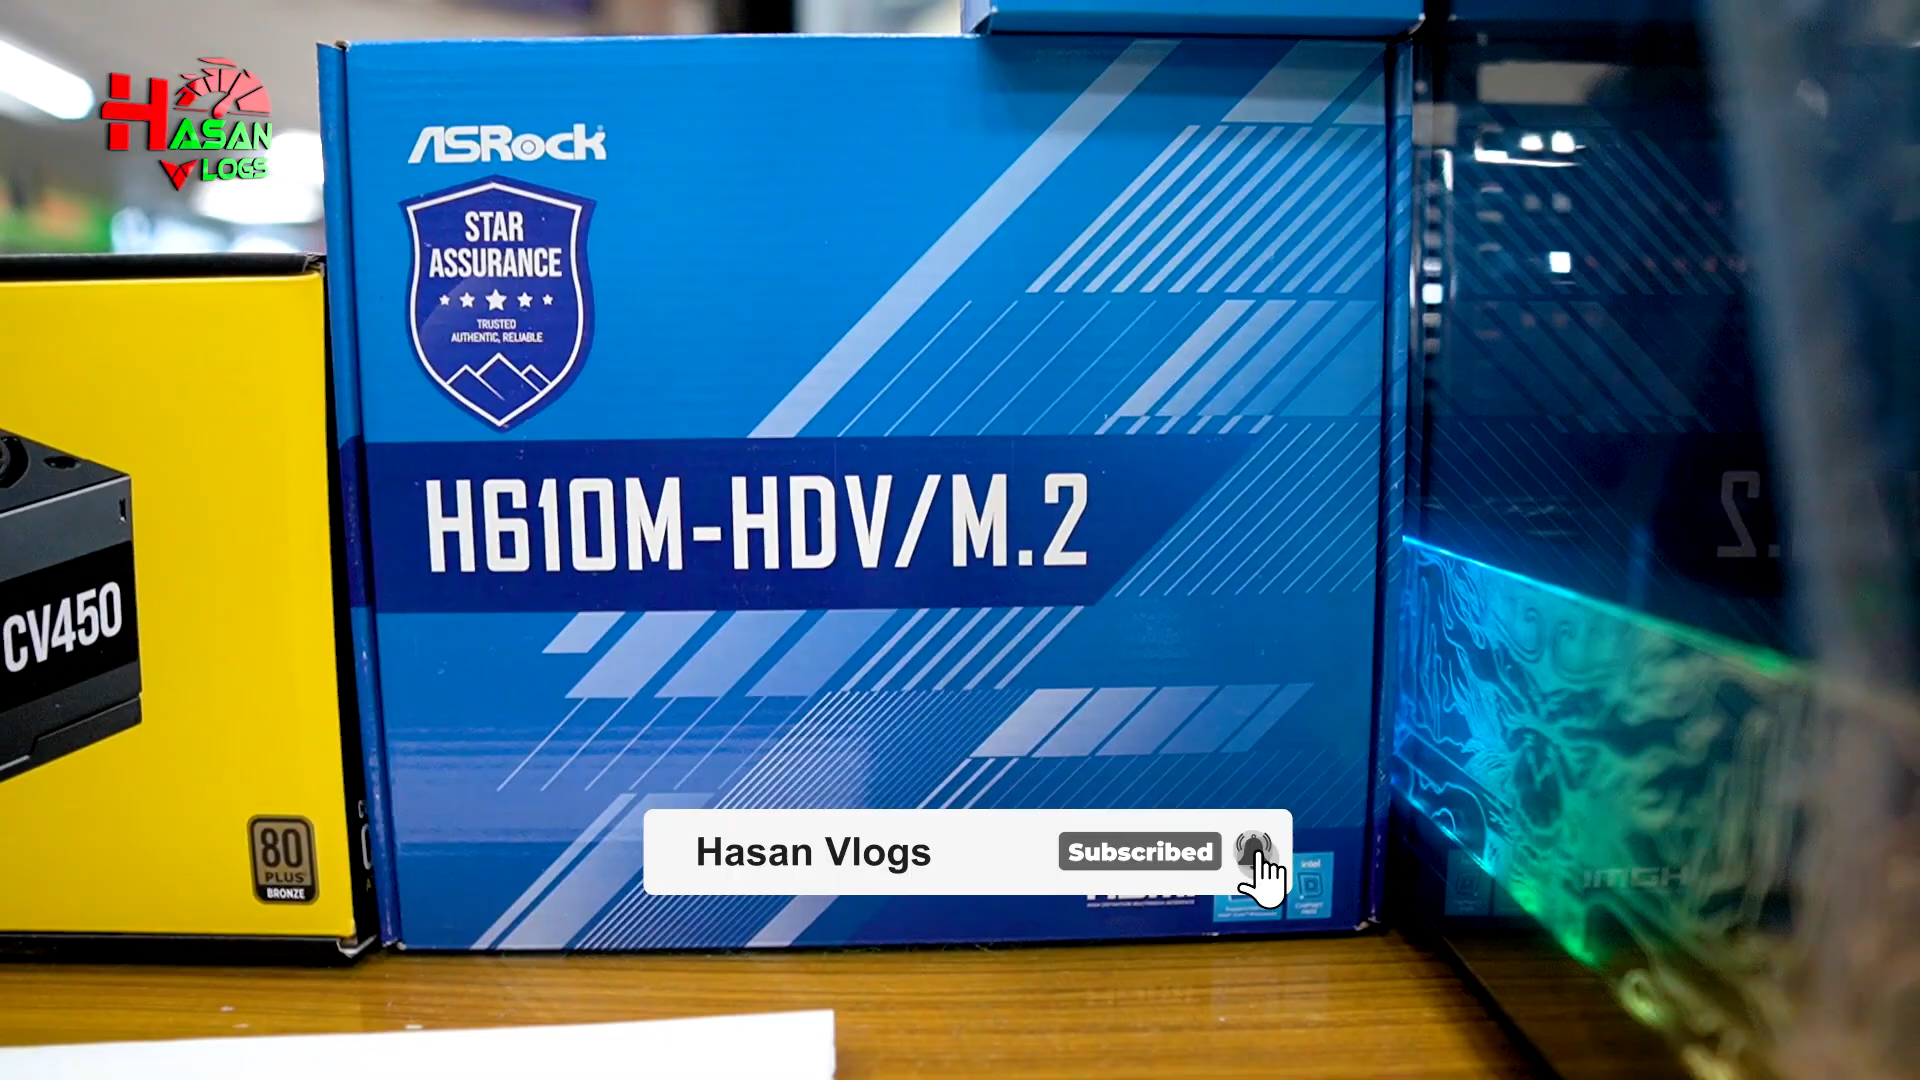 HASAN
VLOGS
ASRock
STAR
ASSURANCE
TRUSTED
AUTHENTIC, RELIABLE
H610M-HDV/M.2
CV450
80
PLUS
BRONZE
Hasan Vlogs
Subscribed
intel